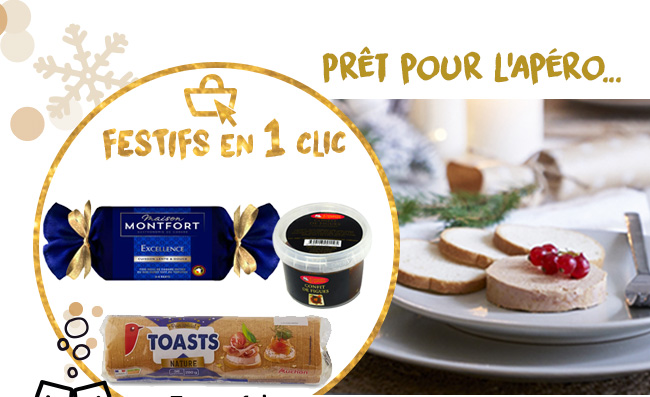 PRÊT POUR L'APÉRO...
FESTIFS EN 1 CLIC
Maison
MONTFORT
EXCELLENCE
CONFIT
DE FIGUES
TOASTS
NATURE